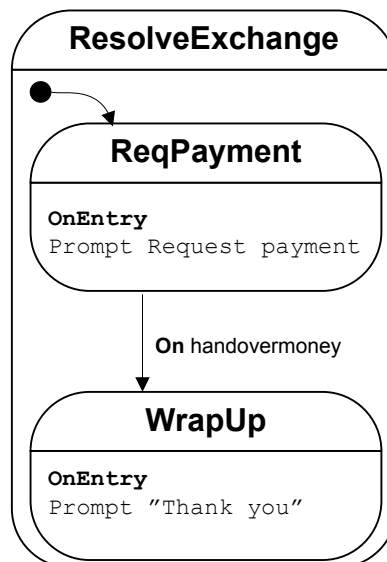 ResolveExchange
ReqPayment
OnEntry
Prompt Request payment
On handovermoney
WrapUp
OnEntry
Prompt ”Thank you”